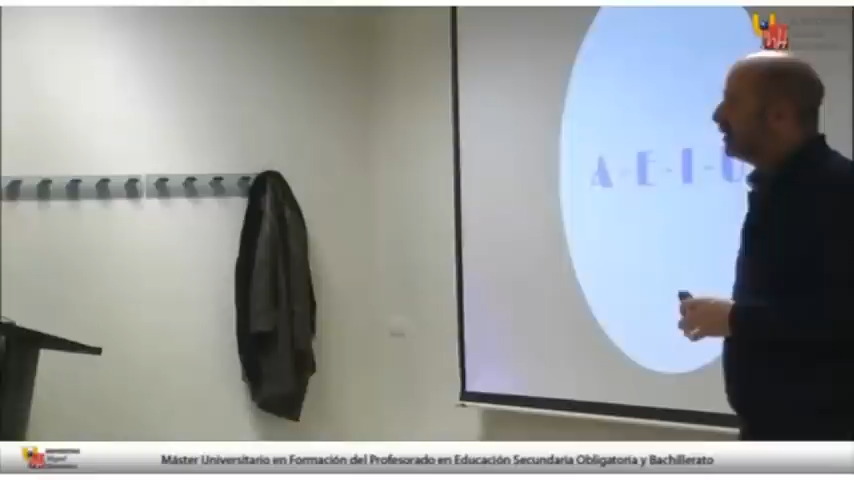 A-E-I-U
Máster Universitario en Formación del Profesorado en Educación Secundaria Obligatoria y Bachillerato